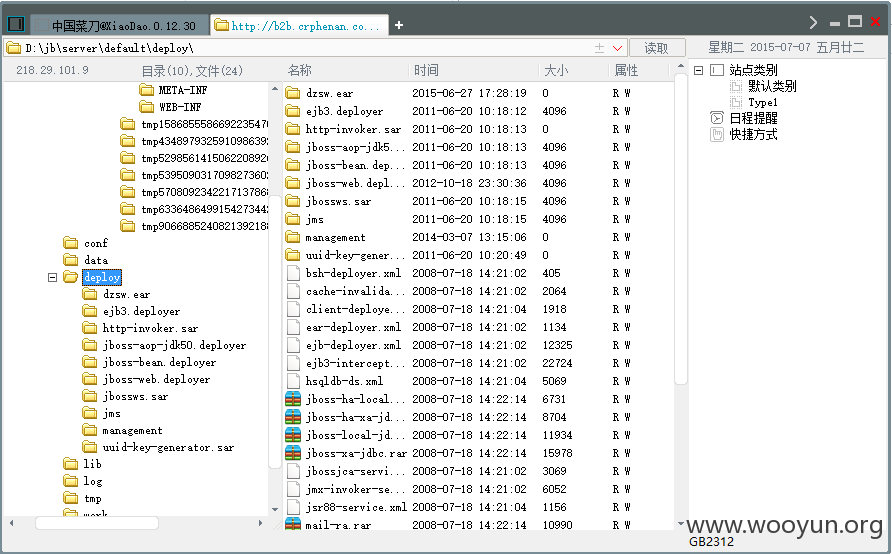 中国菜刀@XiaoDao.0.12.30
http://b2b.crphenan.co...
+
D:\jb\server\default\deploy\
读取
星期二 2015-07-07 五月廿二
218.29.101.9
目录(10),文件(24)
META-INF
WEB-INF
conf
data
deploy
dzsw.ear
ejb3.deployer
http-invoker.sar
jboss-aop-jdk50.deployer
jboss-bean.deployer
jboss-web.deployer
jbossws.sar
jms
management
uuid-key-generator.sar
lib
log
tmp
work
名称 时间 大小 属性
dzsw.ear 2015-06-27 17:28:19 0 R W
ejb3.deployer 2011-06-20 10:18:12 4096 R W
http-invoker.sar 2011-06-20 10:18:13 0 R W
jboss-aop-jdk5... 2011-06-20 10:18:13 4096 R W
jboss-bean.dep... 2011-06-20 10:18:13 4096 R W
jboss-web.depl... 2012-10-18 23:30:36 4096 R W
jbossws.sar 2011-06-20 10:18:15 4096 R W
jms 2011-06-20 10:18:15 4096 R W
management 2014-03-07 13:15:06 0 R W
uuid-key-gener... 2011-06-20 10:20:49 0 R W
bsh-deployer.xml 2008-07-18 14:21:02 405 R W
cache-invalida... 2008-07-18 14:21:02 2064 R W
client-deploye... 2008-07-18 14:21:04 1918 R W
ear-deployer.xml 2008-07-18 14:21:02 1134 R W
ejb-deployer.xml 2008-07-18 14:21:02 12325 R W
ejb3-intercept... 2008-07-18 14:21:02 22724 R W
hsqldb-ds.xml 2008-07-18 14:21:04 5069 R W
jboss-ha-local... 2008-07-18 14:22:14 6731 R W
jboss-ha-xa-jd... 2008-07-18 14:22:14 8704 R W
jboss-local-jd... 2008-07-18 14:22:14 11934 R W
jboss-xa-jdbc.rar 2008-07-18 14:22:14 15978 R W
jbossjca-servi... 2008-07-18 14:21:02 3069 R W
jmx-invoker-se... 2008-07-18 14:21:02 6052 R W
jsr88-service.xml 2008-07-18 14:21:04 1156 R W
mail-ra.rar 2008-07-18 14:22:14 10990 R W
站点类别
默认类别
Type1
日程提醒
快捷方式
www.wooyun.org
GB2312